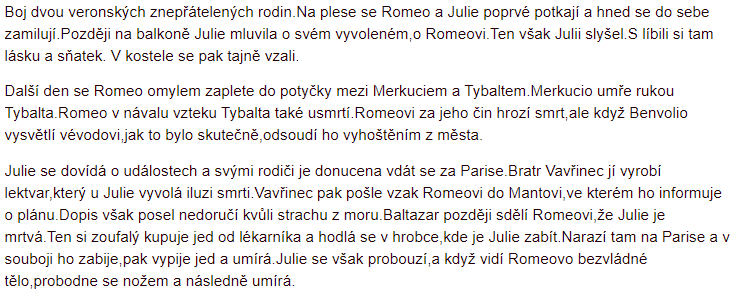 Boj dvou veronských znepřátelených rodin.Na plese se Romeo a Julie poprvé potkají a hned se do sebe
zamilují.Později na balkoně Julie mluvila o svém vyvoleném,o Romeovi.Ten však Julii slyšel.S líbili si tam
lásku a sňatek. V kostele se pak tajně vzali.
Další den se Romeo omylem zaplete do potyčky mezi Merkuciem a Tybaltem.Merkucio umře rukou
Tybalta.Romeo v návalu vzteku Tybalta také usmrtí.Romeovi za jeho čin hrozí smrt,ale když Benvolio
vysvětlí vévodovi,jak to bylo skutečně,odsoudí ho vyhoštěním z města.
Julie se dovídá o událostech a svými rodiči je donucena vdát se za Parise.Bratr Vavřinec jí vyrobí
lektvar,který u Julie vyvolá iluzi smrti.Vavřinec pak pošle vzak Romeovi do Mantovi,ve kterém ho informuje
o plánu.Dopis však posel nedoručí kvůli strachu z moru.Baltazar později sdělí Romeovi,že Julie je
mrtvá.Ten si zoufalý kupuje jed od lékarníka a hodlá se v hrobce,kde je Julie zabít.Narazí tam na Parise a v
souboji ho zabije,pak vypije jed a umírá.Julie se však probouzí,a když vidí Romeovo bezvládné
tělo,probodne se nožem a následně umírá.